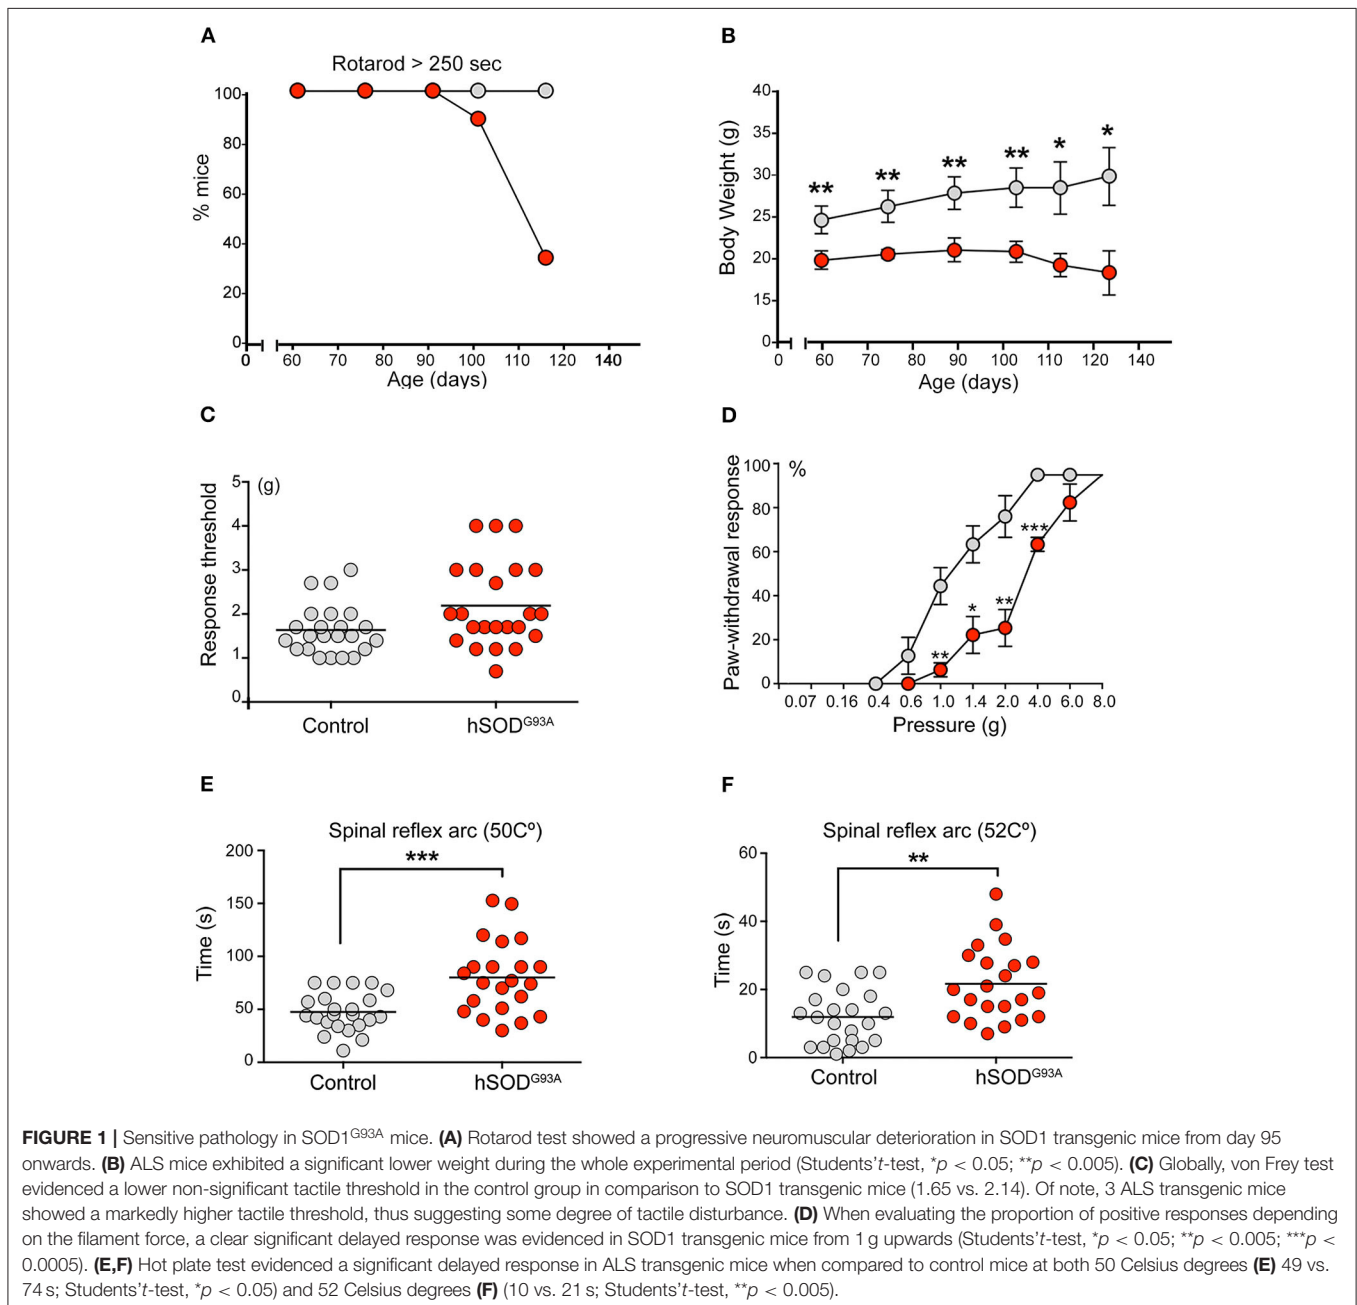 A
Rotarod > 250 sec
% mice
100
80
60
40
20
0
0 60 70 80 90 100 110 120 140
Age (days)
B
Body Weight (g)
40
35
30
25
20
15
0
** ** ** ** * *
0 60 70 80 90 110 120 130 140
Age (days)
C
Response threshold
(g)
5
4
3
2
1
0
Control hSOD^G93A
D
Paw-withdrawal response
%
100
80
60
40
20
0
***
* **
**
0.07 0.16 0.4 0.6 1.0 1.4 2.0 4.0 6.0 8.0
Pressure (g)
E
Spinal reflex arc (50Cº)
Time (s)
200
150
100
50
0
***
Control hSOD^G93A
F
Spinal reflex arc (52Cº)
Time (s)
60
40
20
0
**
Control hSOD^G93A
FIGURE 1 | Sensitive pathology in SOD1^G93A mice. (A) Rotarod test showed a progressive neuromuscular deterioration in SOD1 transgenic mice from day 95
onwards. (B) ALS mice exhibited a significant lower weight during the whole experimental period (Students't-test, *p < 0.05; **p < 0.005). (C) Globally, von Frey test
evidenced a lower non-significant tactile threshold in the control group in comparison to SOD1 transgenic mice (1.65 vs. 2.14). Of note, 3 ALS transgenic mice
showed a markedly higher tactile threshold, thus suggesting some degree of tactile disturbance. (D) When evaluating the proportion of positive responses depending
on the filament force, a clear significant delayed response was evidenced in SOD1 transgenic mice from 1 g upwards (Students't-test, *p < 0.05; **p < 0.005; ***p <
0.0005). (E,F) Hot plate test evidenced a significant delayed response in ALS transgenic mice when compared to control mice at both 50 Celsius degrees (E) 49 vs.
74 s; Students't-test, *p < 0.05) and 52 Celsius degrees (F) (10 vs. 21 s; Students't-test, **p < 0.005).